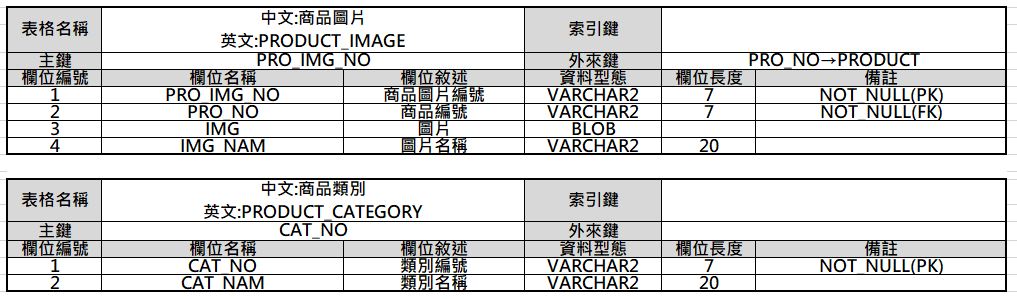 表格名稱 中文:商品圖片 索引鍵
英文:PRODUCT_IMAGE
主鍵 PRO_IMG_NO 外來鍵 PRO_NO→PRODUCT
欄位編號 欄位名稱 欄位敘述 資料型態 欄位長度 備註
1 PRO_IMG_NO 商品圖片編號 VARCHAR2 7 NOT_NULL(PK)
2 PRO_NO 商品編號 VARCHAR2 7 NOT_NULL(FK)
3 IMG 圖片 BLOB
4 IMG_NAM 圖片名稱 VARCHAR2 20
表格名稱 中文:商品類別 索引鍵
英文:PRODUCT_CATEGORY
主鍵 CAT_NO 外來鍵
欄位編號 欄位名稱 欄位敘述 資料型態 欄位長度 備註
1 CAT_NO 類別編號 VARCHAR2 7 NOT_NULL(PK)
2 CAT_NAM 類別名稱 VARCHAR2 20